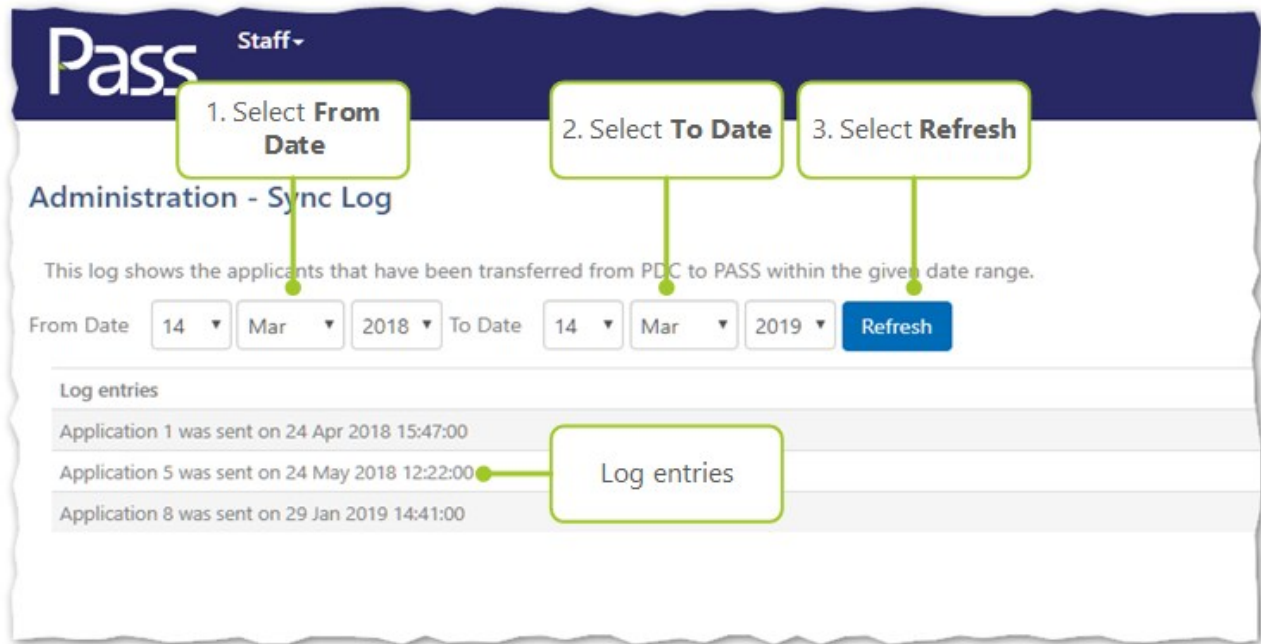 Pass
Staff
1. Select From
Date
2. Select To Date
3. Select Refresh
Administration - Sync Log
This log shows the applicants that have been transferred from PDC to PASS within the given date range.
From Date 14 Mar 2018 To Date 14 Mar 2019 Refresh
Log entries
Application 1 was sent on 24 Apr 2018 15:47:00
Application 5 was sent on 24 May 2018 12:22:00
Log entries
Application 8 was sent on 29 Jan 2019 14:41:00